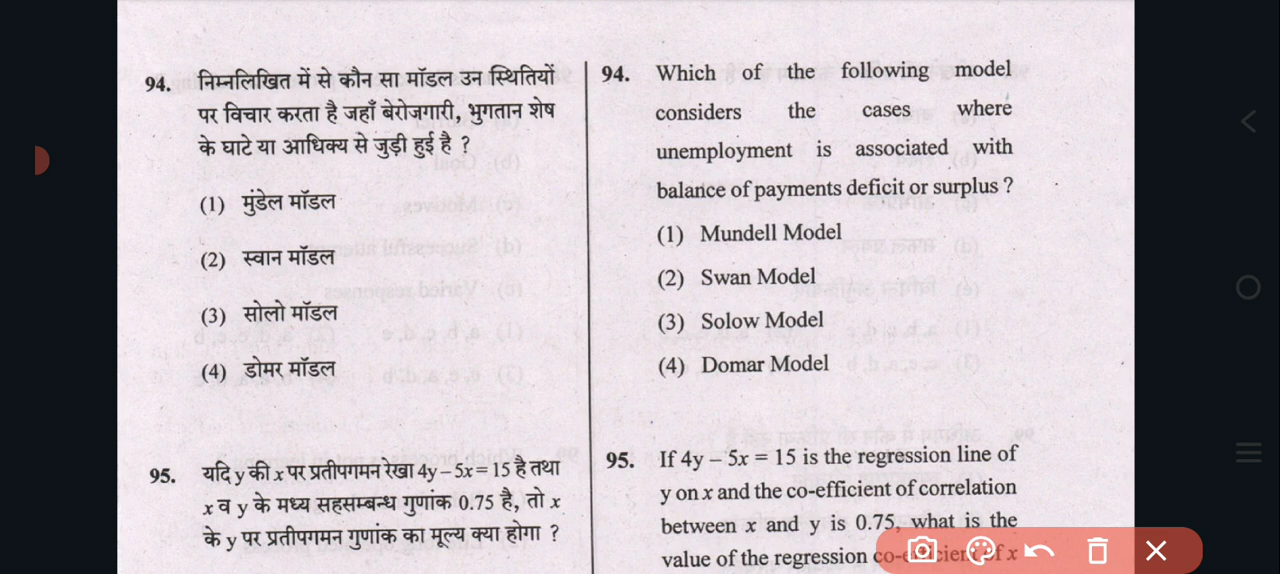 94. निम्नलिखित में से कौन सा मॉडल उन स्थितियों
पर विचार करता है जहाँ बेरोज़गारी, भुगतान शेष
के घाटे या आधिक्य से जुड़ी हुई है ?
(1) मुंडेल मॉडल
(2) स्वान मॉडल
(3) सोलो मॉडल
(4) डोमर मॉडल
95. यदि y की x पर प्रतीपगमन रेखा 4y – 5x = 15 है तथा
x व y के मध्य सहसम्बन्ध गुणांक 0.75 है, तो x
के y पर प्रतीपगमन गुणांक का मूल्य क्या होगा ?
94. Which of the following model
considers the cases where
unemployment is associated with
balance of payments deficit or surplus ?
(1) Mundell Model
(2) Swan Model
(3) Solow Model
(4) Domar Model
95. If 4y – 5x = 15 is the regression line of
y on x and the co-efficient of correlation
between x and y is 0.75, what is the
value of the regression co-efficient of x